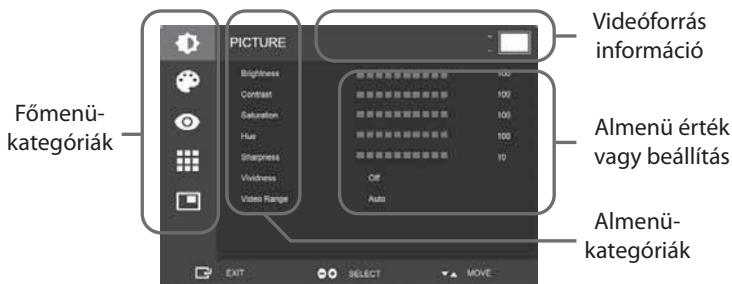 Videóforrás
információ
PICTURE
Brightness 100
Contrast 100
Saturation 100
Hue 100
Sharpness 10
Vividness Off
Video Range Auto
EXIT SELECT MOVE
Főmenü-
kategóriák
Almenü érték
vagy beállítás
Almenü-
kategóriák